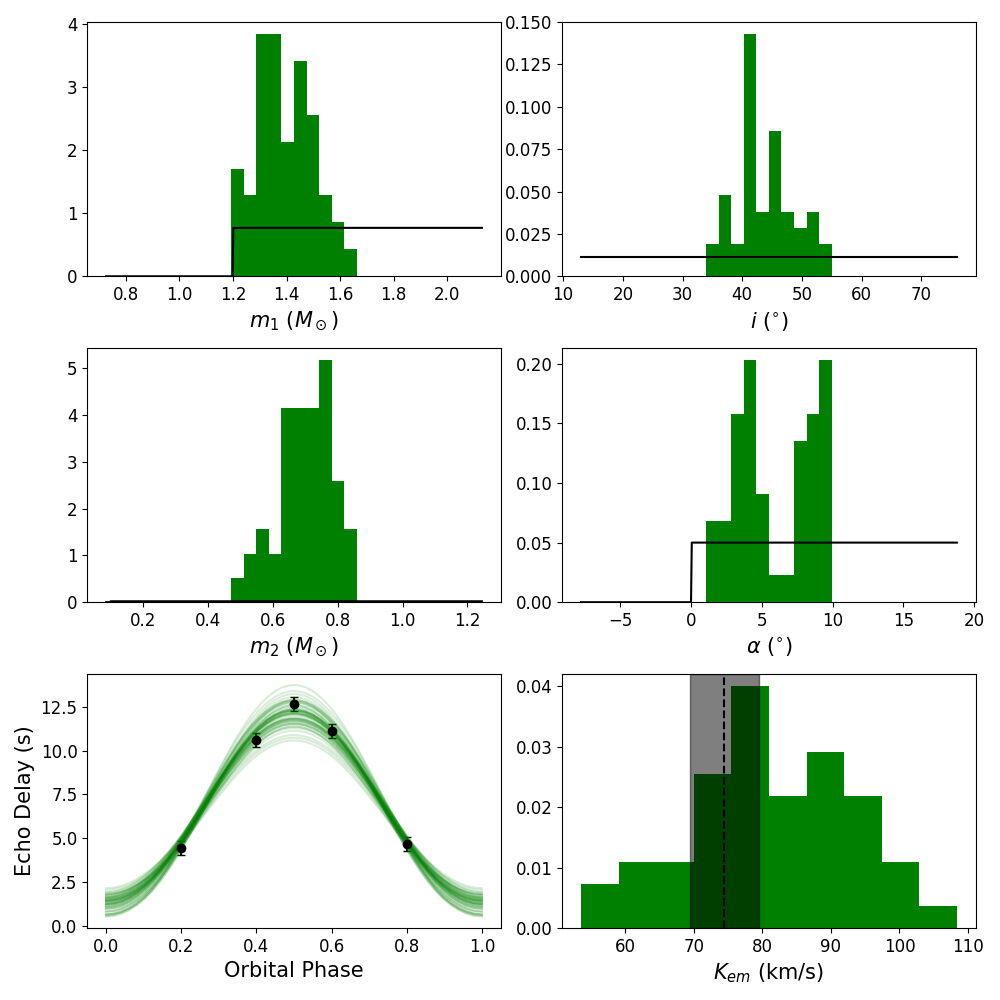 4
3
2
1
0
0.8 1.0 1.2 1.4 1.6 1.8 2.0
m₁ (M⊙)
0.150
0.125
0.100
0.075
0.050
0.025
0.000
10 20 30 40 50 60 70
i (°)
5
4
3
2
1
0
0.2 0.4 0.6 0.8 1.0 1.2
m₂ (M⊙)
0.20
0.15
0.10
0.05
0.00
−5 0 5 10 15 20
α (°)
Echo Delay (s)
12.5
10.0
7.5
5.0
2.5
0.0
0.0 0.2 0.4 0.6 0.8 1.0
Orbital Phase
0.04
0.03
0.02
0.01
0.00
60 70 80 90 100 110
K_em (km/s)